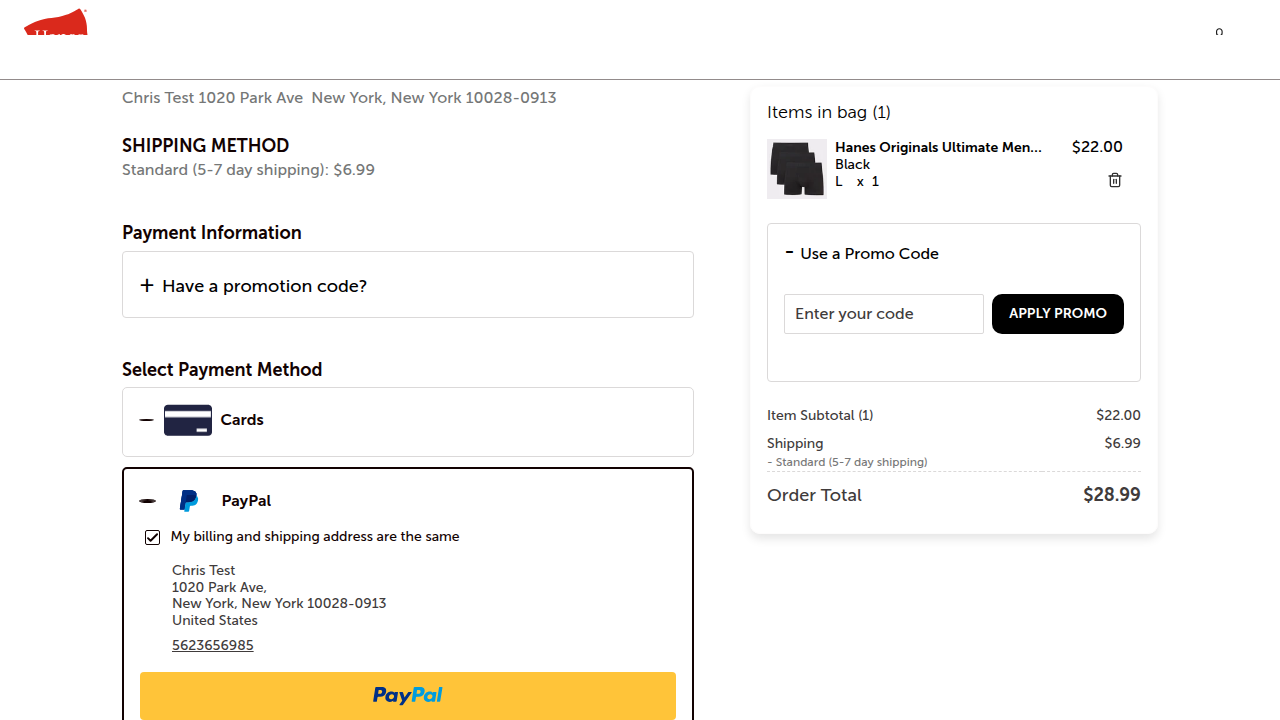 Hanes
0
Chris Test 1020 Park Ave  New York, New York 10028-0913
SHIPPING METHOD
Standard (5-7 day shipping): $6.99
Payment Information
+ Have a promotion code?
Select Payment Method
Cards
PayPal
My billing and shipping address are the same
Chris Test
1020 Park Ave,
New York, New York 10028-0913
United States
5623656985
PayPal
Items in bag (1)
Hanes Originals Ultimate Men... $22.00
Black
L x 1
- Use a Promo Code
Enter your code APPLY PROMO
Item Subtotal (1) $22.00
Shipping $6.99
- Standard (5-7 day shipping)
Order Total $28.99